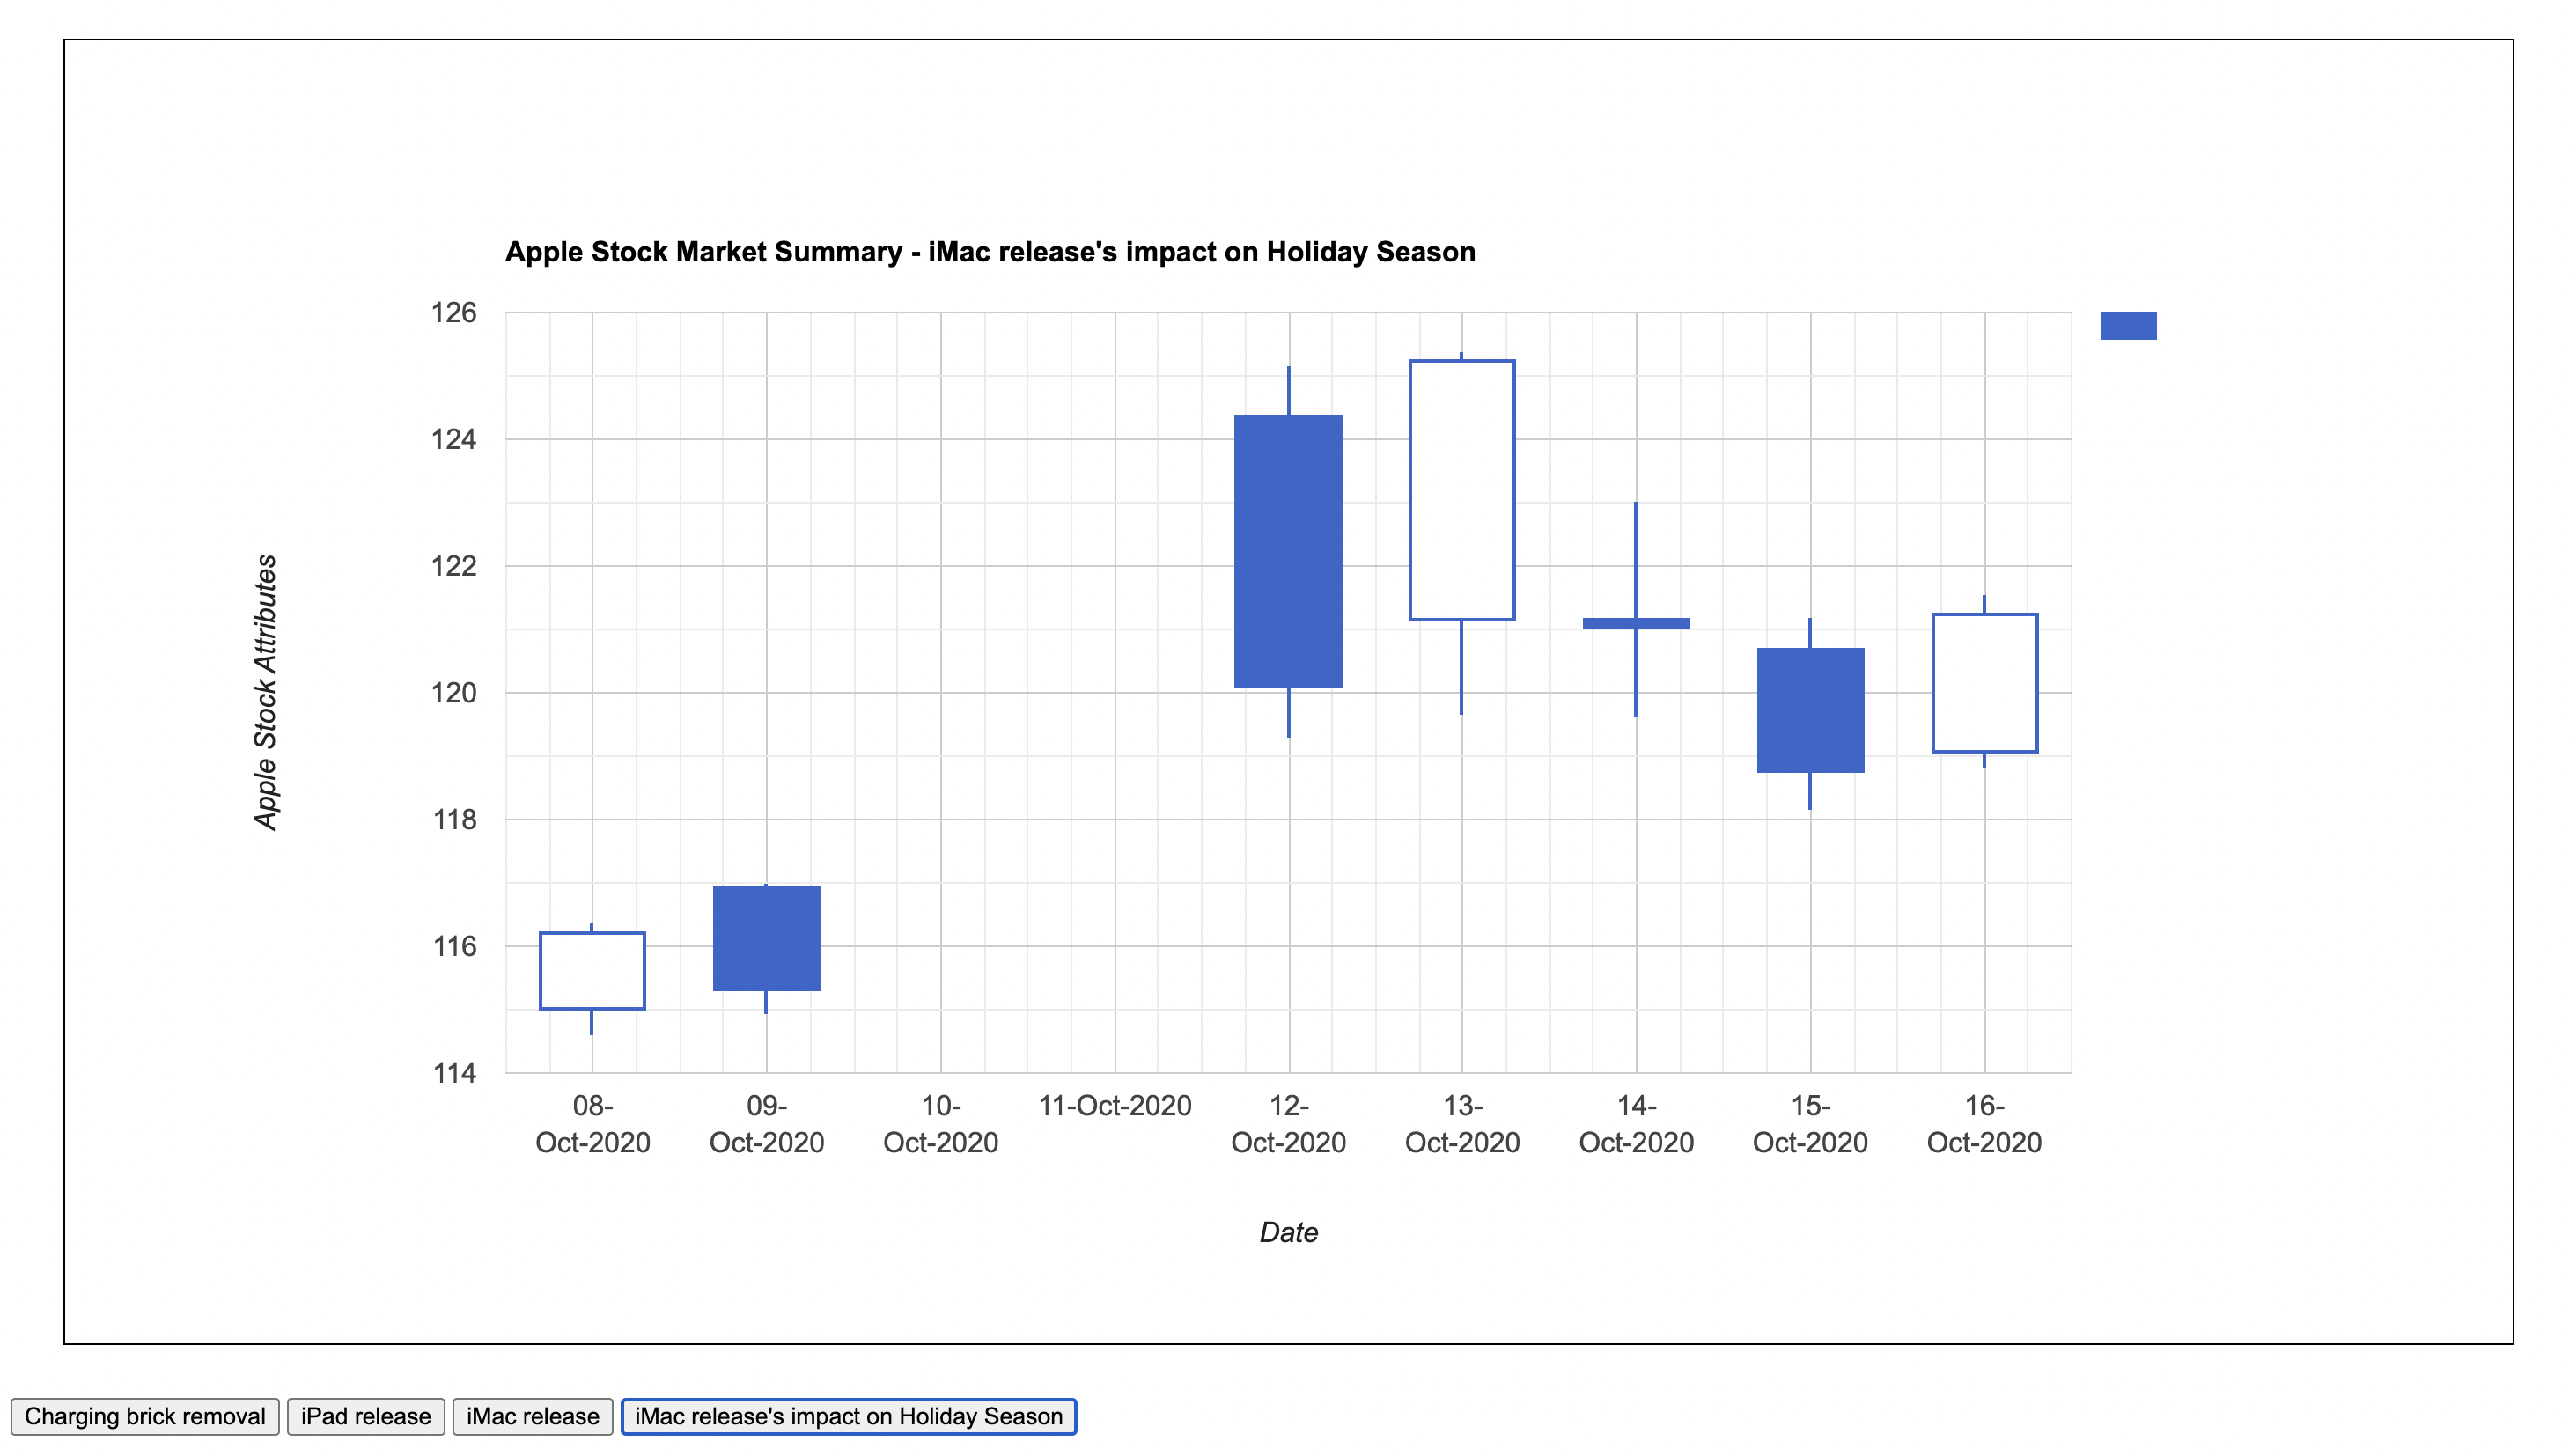 Apple Stock Market Summary - iMac release's impact on Holiday Season
126
124
122
120
118
116
114
Apple Stock Attributes
08-
Oct-2020
09-
Oct-2020
10-
Oct-2020
11-Oct-2020
12-
Oct-2020
13-
Oct-2020
14-
Oct-2020
15-
Oct-2020
16-
Oct-2020
Date
Charging brick removal
iPad release
iMac release
iMac release's impact on Holiday Season